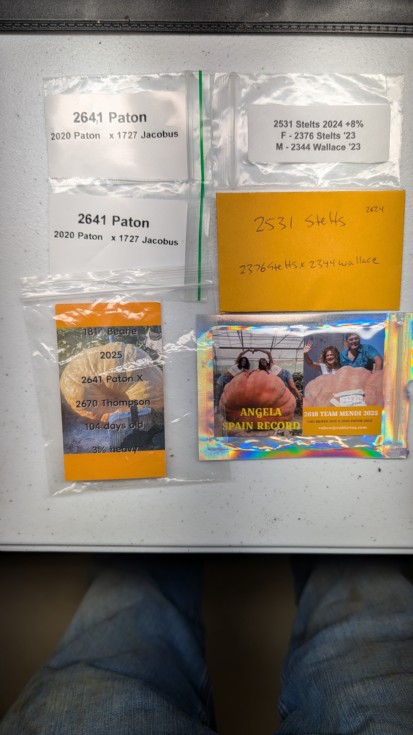 2641 Paton
2020 Paton x 1727 Jacobus
2531 Stelts 2024 +8%
F - 2376 Stelts '23
M - 2344 Wallace '23
2641 Paton
2020 Paton x 1727 Jacobus
2024
2531 Stelts
2376 Stelts x 2344 Wallace
Beane
2025
2641 Paton X
2670 Thompson
104 days old
3% heavy
ANGELA
SPAIN RECORD
2018 TEAM MENDI 2025